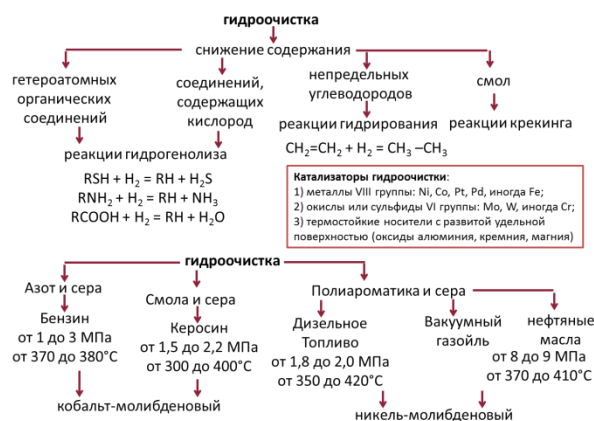 гидроочистка
снижение содержания
гетероатомных
органических
соединений
соединений,
содержащих
кислород
непредельных
углеводородов
смол
реакции гидрогенолиза
реакции гидрирования
реакции крекинга
RSH + H₂ = RH + H₂S
RNH₂ + H₂ = RH + NH₃
RCOOH + H₂ = RH + H₂O
CH₂=CH₂ + H₂ = CH₃ –CH₃
Катализаторы гидроочистки:
1) металлы VIII группы: Ni, Co, Pt, Pd, иногда Fe;
2) окислы или сульфиды VI группы: Mo, W, иногда Cr;
3) термостойкие носители с развитой удельной
поверхностью (оксиды алюминия, кремния, магния)
гидроочистка
Азот и сера
Смола и сера
Полиароматика и сера
Бензин
от 1 до 3 МПа
от 370 до 380°С
Керосин
от 1,5 до 2,2 МПа
от 300 до 400°С
Дизельное
Топливо
от 1,8 до 2,0 МПа
от 350 до 420°С
Вакуумный
газойль
нефтяные
масла
от 8 до 9 МПа
от 370 до 410°С
кобальт-молибденовый
никель-молибденовый